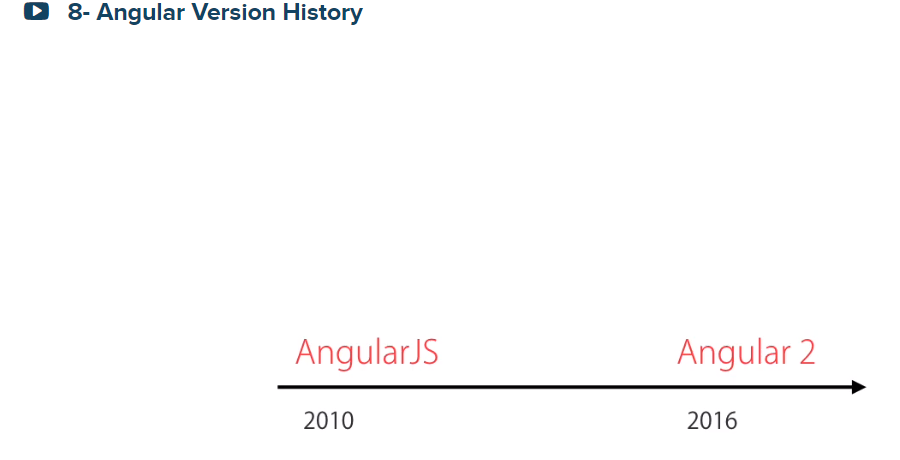 8- Angular Version History
AngularJS
Angular 2
2010
2016